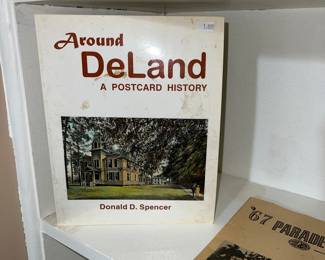 Around
DeLand
A POSTCARD HISTORY
Donald D. Spencer
'67 PARADE